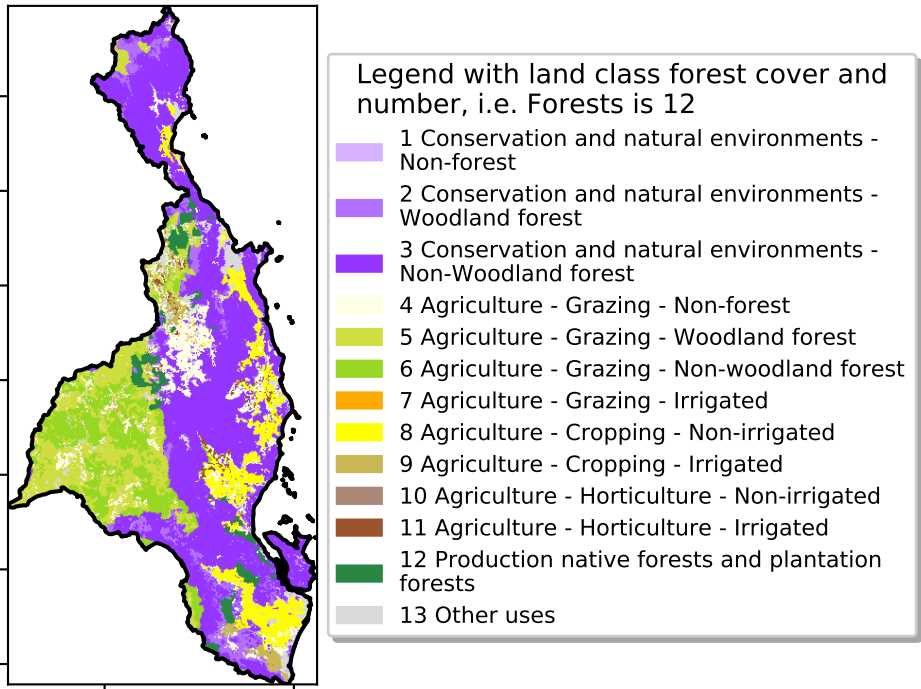 Legend with land class forest cover and
number, i.e. Forests is 12
1 Conservation and natural environments -
Non-forest
2 Conservation and natural environments -
Woodland forest
3 Conservation and natural environments -
Non-Woodland forest
4 Agriculture - Grazing - Non-forest
5 Agriculture - Grazing - Woodland forest
6 Agriculture - Grazing - Non-woodland forest
7 Agriculture - Grazing - Irrigated
8 Agriculture - Cropping - Non-irrigated
9 Agriculture - Cropping - Irrigated
10 Agriculture - Horticulture - Non-irrigated
11 Agriculture - Horticulture - Irrigated
12 Production native forests and plantation
forests
13 Other uses